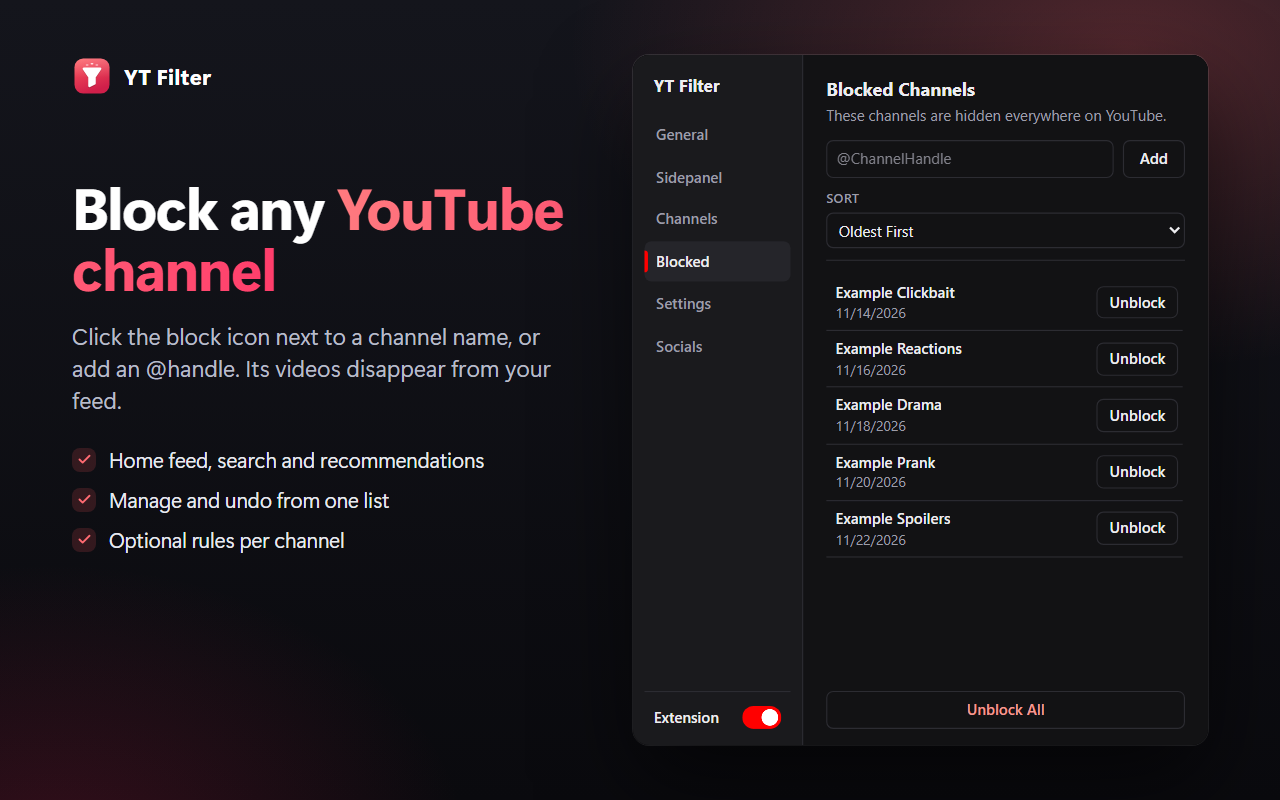 YT Filter
Block any YouTube
channel
Click the block icon next to a channel name, or
add an @handle. Its videos disappear from your
feed.
Home feed, search and recommendations
Manage and undo from one list
Optional rules per channel
YT Filter
General
Sidepanel
Channels
Blocked
Settings
Socials
Extension
Blocked Channels
These channels are hidden everywhere on YouTube.
@ChannelHandle
Add
SORT
Oldest First
Example Clickbait
11/14/2026
Unblock
Example Reactions
11/16/2026
Unblock
Example Drama
11/18/2026
Unblock
Example Prank
11/20/2026
Unblock
Example Spoilers
11/22/2026
Unblock
Unblock All